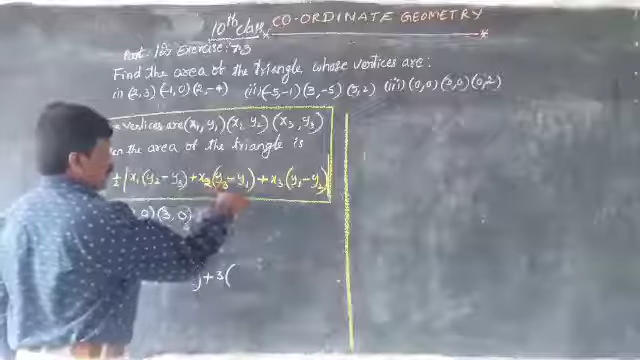 10th class CO-ORDINATE GEOMETRY
Exercise: 7.3
Find the area of the triangle whose vertices are:
(2, 3) (-1, 0) (2, -4) (ii) (-5, -1) (3, -5) (5, 2) (iii) (0, 0) (3, 0) (0, 2)
vertices are (x₁, y₁) (x₂ y₂) (x₃, y₃)
the area of the triangle is
½ | x₁ (y₂ - y₃) + x₂ (y₃ - y₁) + x₃ (y₁ - y₂)
0) (3, 0)
) + 3 (